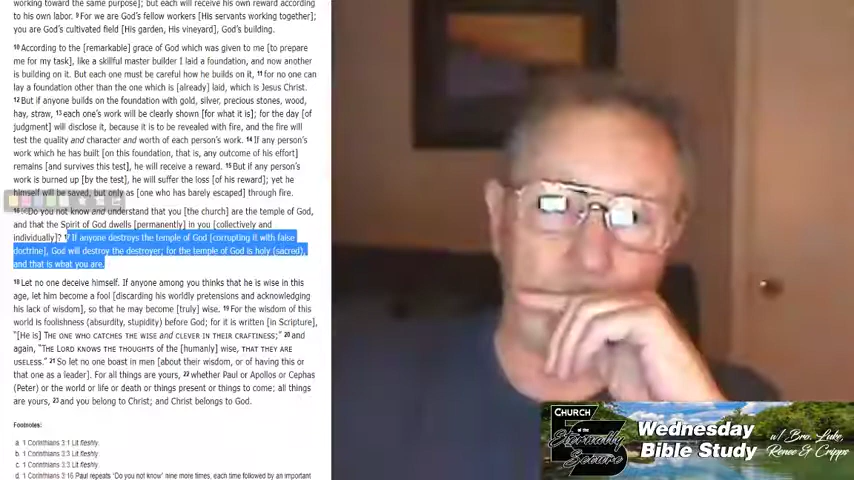 working toward the same purpose]; but each will receive his own reward according
to his own labor. 9 For we are God's fellow workers [His servants working together];
you are God's cultivated field [His garden, His vineyard], God's building.
10 According to the [remarkable] grace of God which was given to me [to prepare
me for my task], like a skillful master builder I laid a foundation, and now another
is building on it. But each one must be careful how he builds on it, 11 for no one can
lay a foundation other than the one which is [already] laid, which is Jesus Christ.
12 But if anyone builds on the foundation with gold, silver, precious stones, wood,
hay, straw, 13 each one's work will be clearly shown [for what it is]; for the day [of
judgment] will disclose it, because it is to be revealed with fire, and the fire will
test the quality and character and worth of each person's work. 14 If any person's
work which he has built [on this foundation, that is, any outcome of his effort]
remains [and survives this test], he will receive a reward. 15 But if any person's
work is burned up [by the test], he will suffer the loss [of his reward]; yet he
himself will be saved, but only as [one who has barely escaped] through fire.
16 Do you not know and understand that you [the church] are the temple of God,
and that the Spirit of God dwells [permanently] in you [collectively and
individually]? 17 If anyone destroys the temple of God [corrupting it with false
doctrine], God will destroy the destroyer; for the temple of God is holy (sacred),
and that is what you are.
18 Let no one deceive himself. If anyone among you thinks that he is wise in this
age, let him become a fool [discarding his worldly pretensions and acknowledging
his lack of wisdom], so that he may become [truly] wise. 19 For the wisdom of this
world is foolishness (absurdity, stupidity) before God; for it is written [in Scripture],
"[He is] THE ONE WHO CATCHES THE WISE and CLEVER IN THEIR CRAFTINESS;" 20 and
again, "THE LORD KNOWS THE THOUGHTS of the [humanly] wise, THAT THEY ARE
USELESS." 21 So let no one boast in men [about their wisdom, or of having this or
that one as a leader]. For all things are yours, 22 whether Paul or Apollos or Cephas
(Peter) or the world or life or death or things present or things to come; all things
are yours, 23 and you belong to Christ; and Christ belongs to God.
Footnotes:
a. 1 Corinthians 3:1 Lit fleshy.
b. 1 Corinthians 3:3 Lit fleshly.
c. 1 Corinthians 3:3 Lit fleshly.
d. 1 Corinthians 3:16 Paul repeats 'Do you not know' nine more times, each time followed by an important
CHURCH
of the
Eternally
Secure
Wednesday
Bible Study
w/ Bro. Luke,
Renee & Cripps